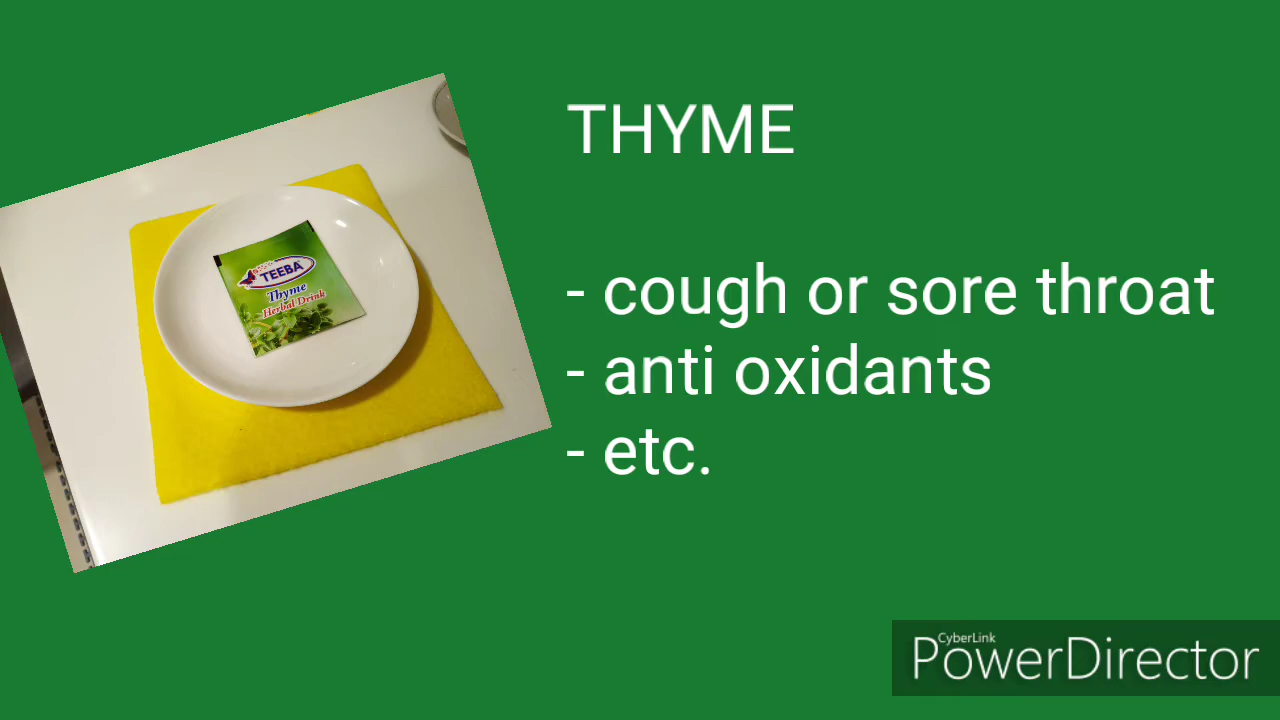 THYME
- cough or sore throat
- anti oxidants
- etc.
TEEBA
Thyme
Herbal Drink
CyberLink
PowerDirector